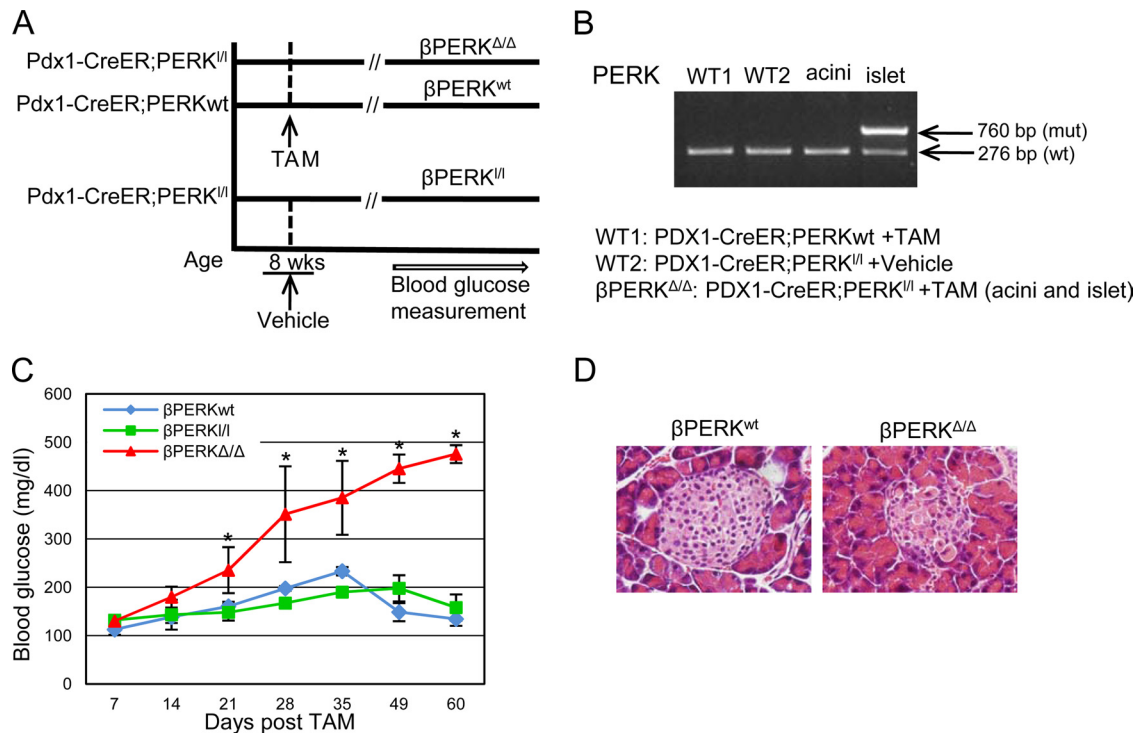 A
Pdx1-CreER;PERKl/l
βPERKΔ/Δ
Pdx1-CreER;PERKwt
βPERKwt
TAM
Pdx1-CreER;PERKl/l
βPERKl/l
Age
8 wks
Vehicle
Blood glucose
measurement
B
PERK WT1 WT2 acini islet
760 bp (mut)
276 bp (wt)
WT1: PDX1-CreER;PERKwt +TAM
WT2: PDX1-CreER;PERKl/l +Vehicle
βPERKΔ/Δ: PDX1-CreER;PERKl/l +TAM (acini and islet)
C
Blood glucose (mg/dl)
600
500
400
300
200
100
0
βPERKwt
βPERKl/l
βPERKΔ/Δ
* * * * *
7 14 21 28 35 49 60
Days post TAM
D
βPERKwt
βPERKΔ/Δ